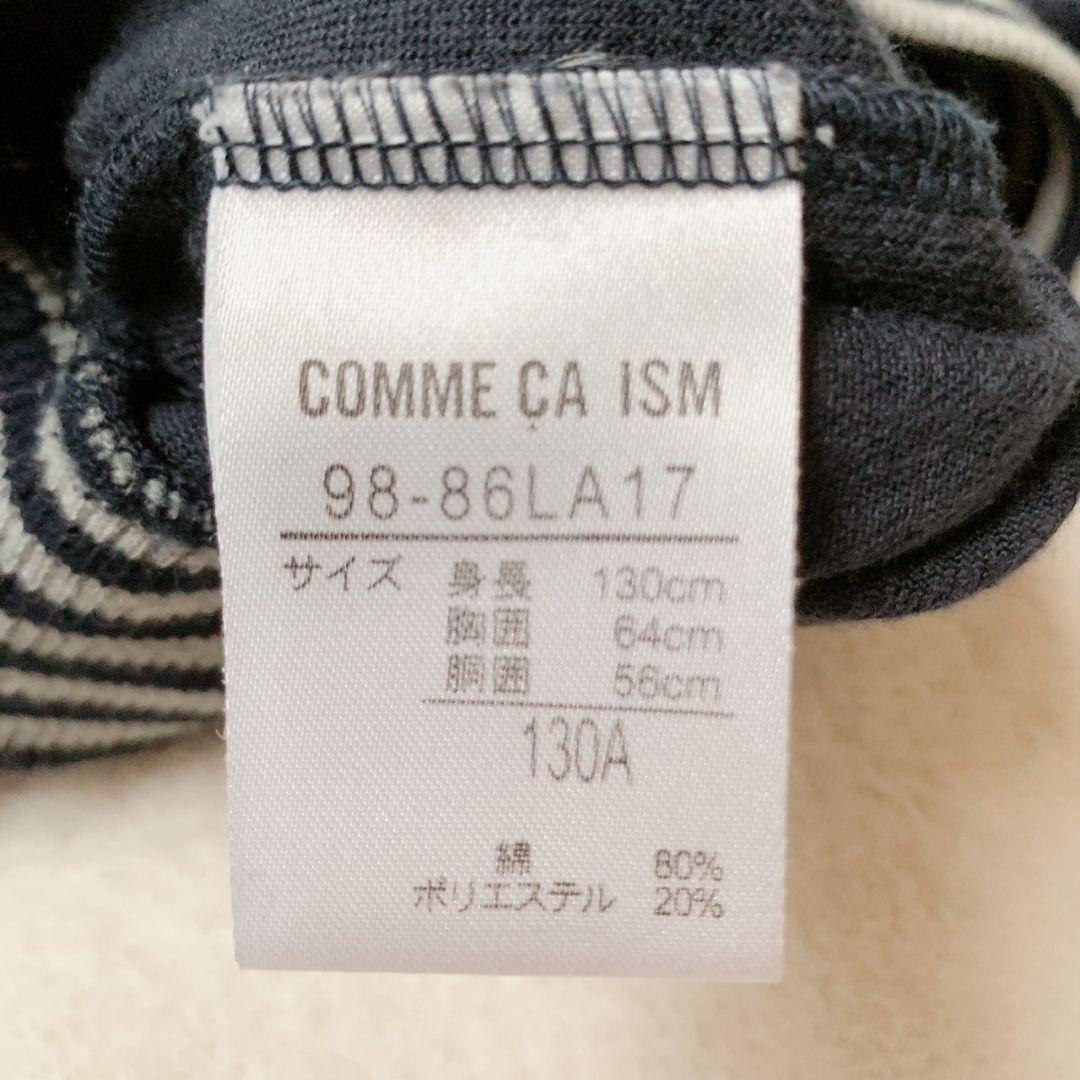 COMME ÇA ISM
98-86LA17
サイズ 身長 130cm
胸囲 64cm
胴囲 56cm
130A
綿 80%
ポリエステル 20%